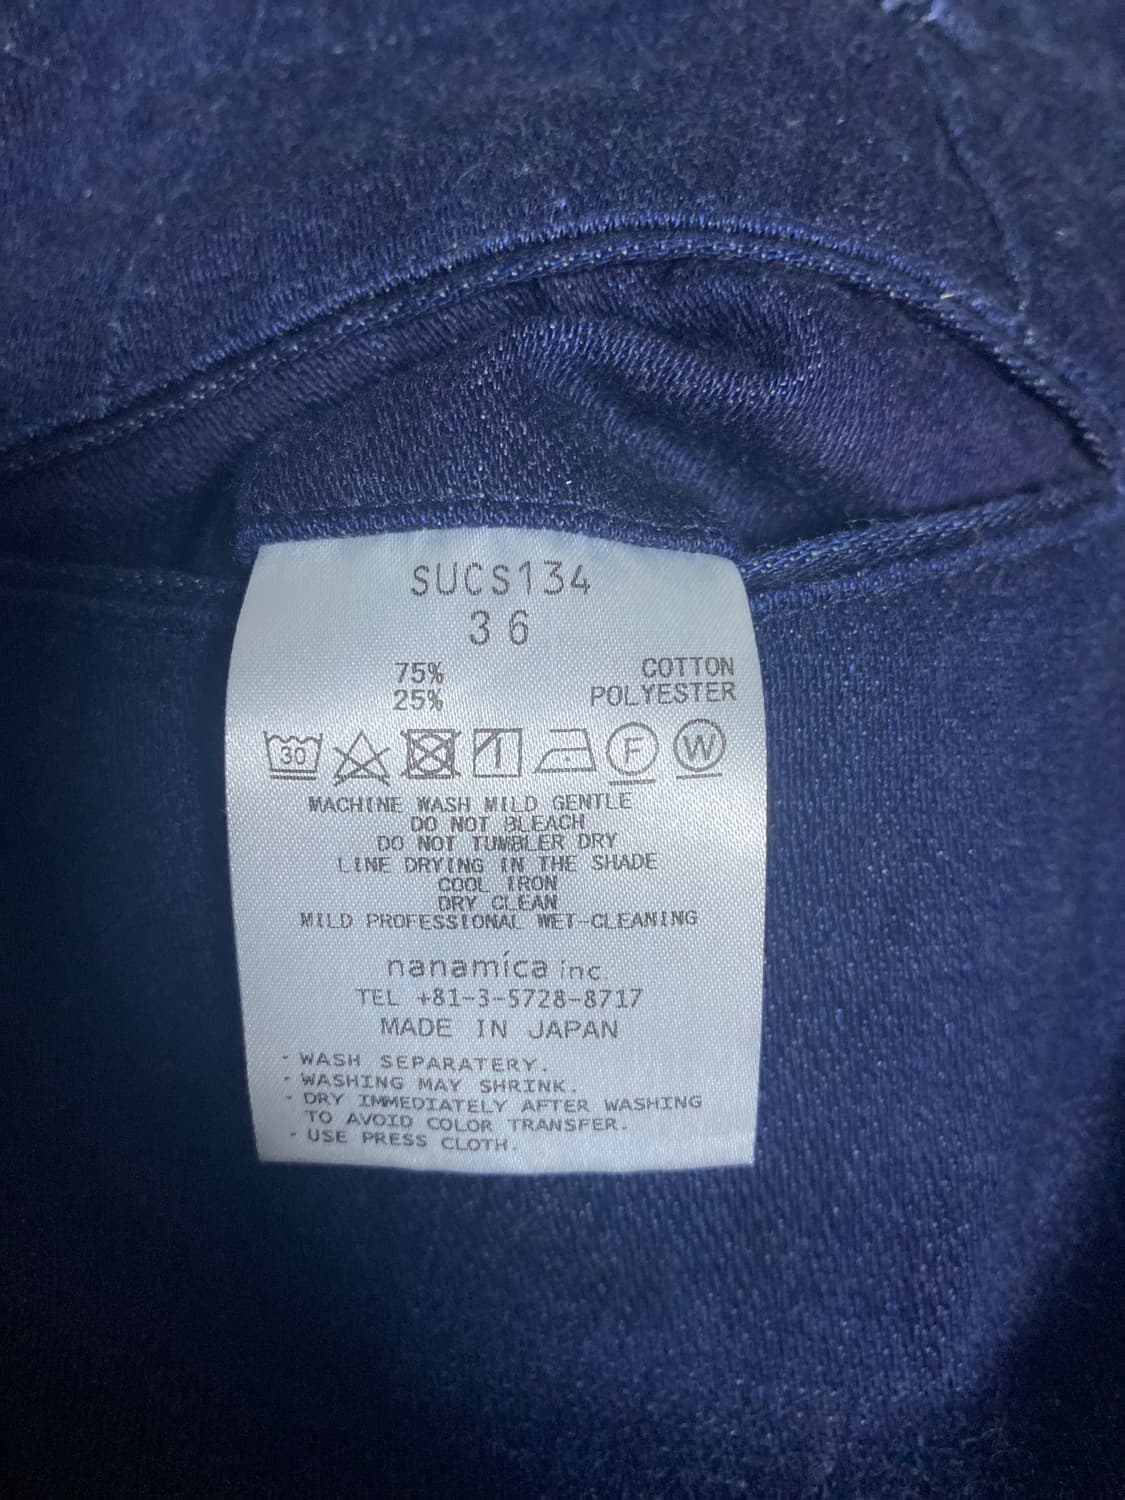 SUCS134
36
75% COTTON
25% POLYESTER
30 F W
MACHINE WASH MILD GENTLE
DO NOT BLEACH
DO NOT TUMBLER DRY
LINE DRYING IN THE SHADE
COOL IRON
DRY CLEAN
MILD PROFESSIONAL WET-CLEANING
nanamica inc.
TEL +81-3-5728-8717
MADE IN JAPAN
- WASH SEPARATERY.
- WASHING MAY SHRINK.
- DRY IMMEDIATELY AFTER WASHING
TO AVOID COLOR TRANSFER.
- USE PRESS CLOTH.